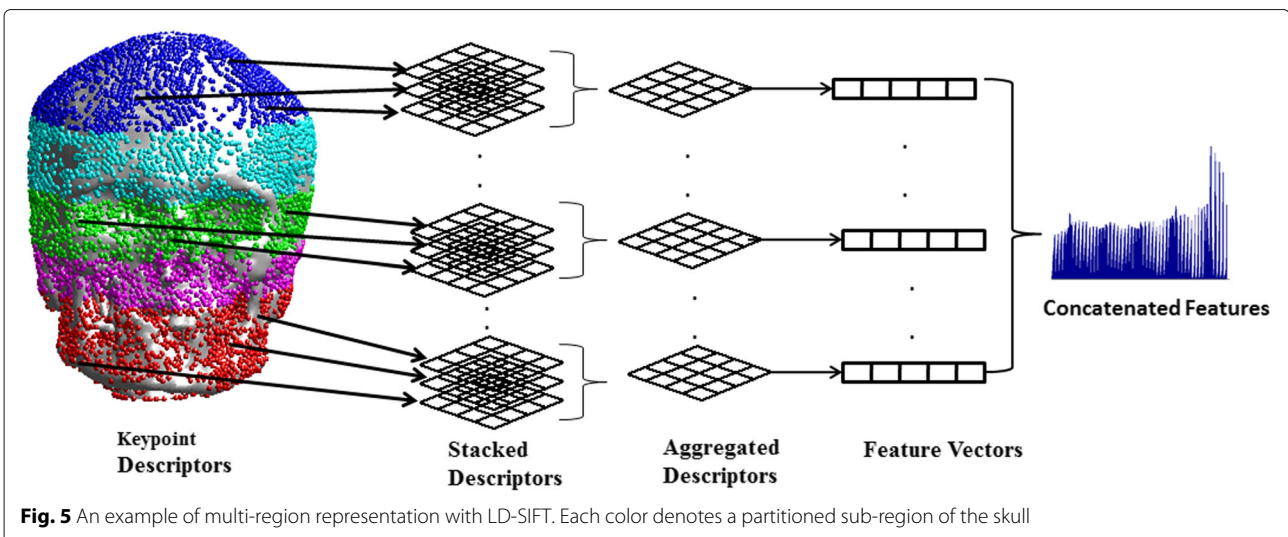 Keypoint
Descriptors
Stacked
Descriptors
Aggregated
Descriptors
Feature Vectors
Concatenated Features
Fig. 5 An example of multi-region representation with LD-SIFT. Each color denotes a partitioned sub-region of the skull